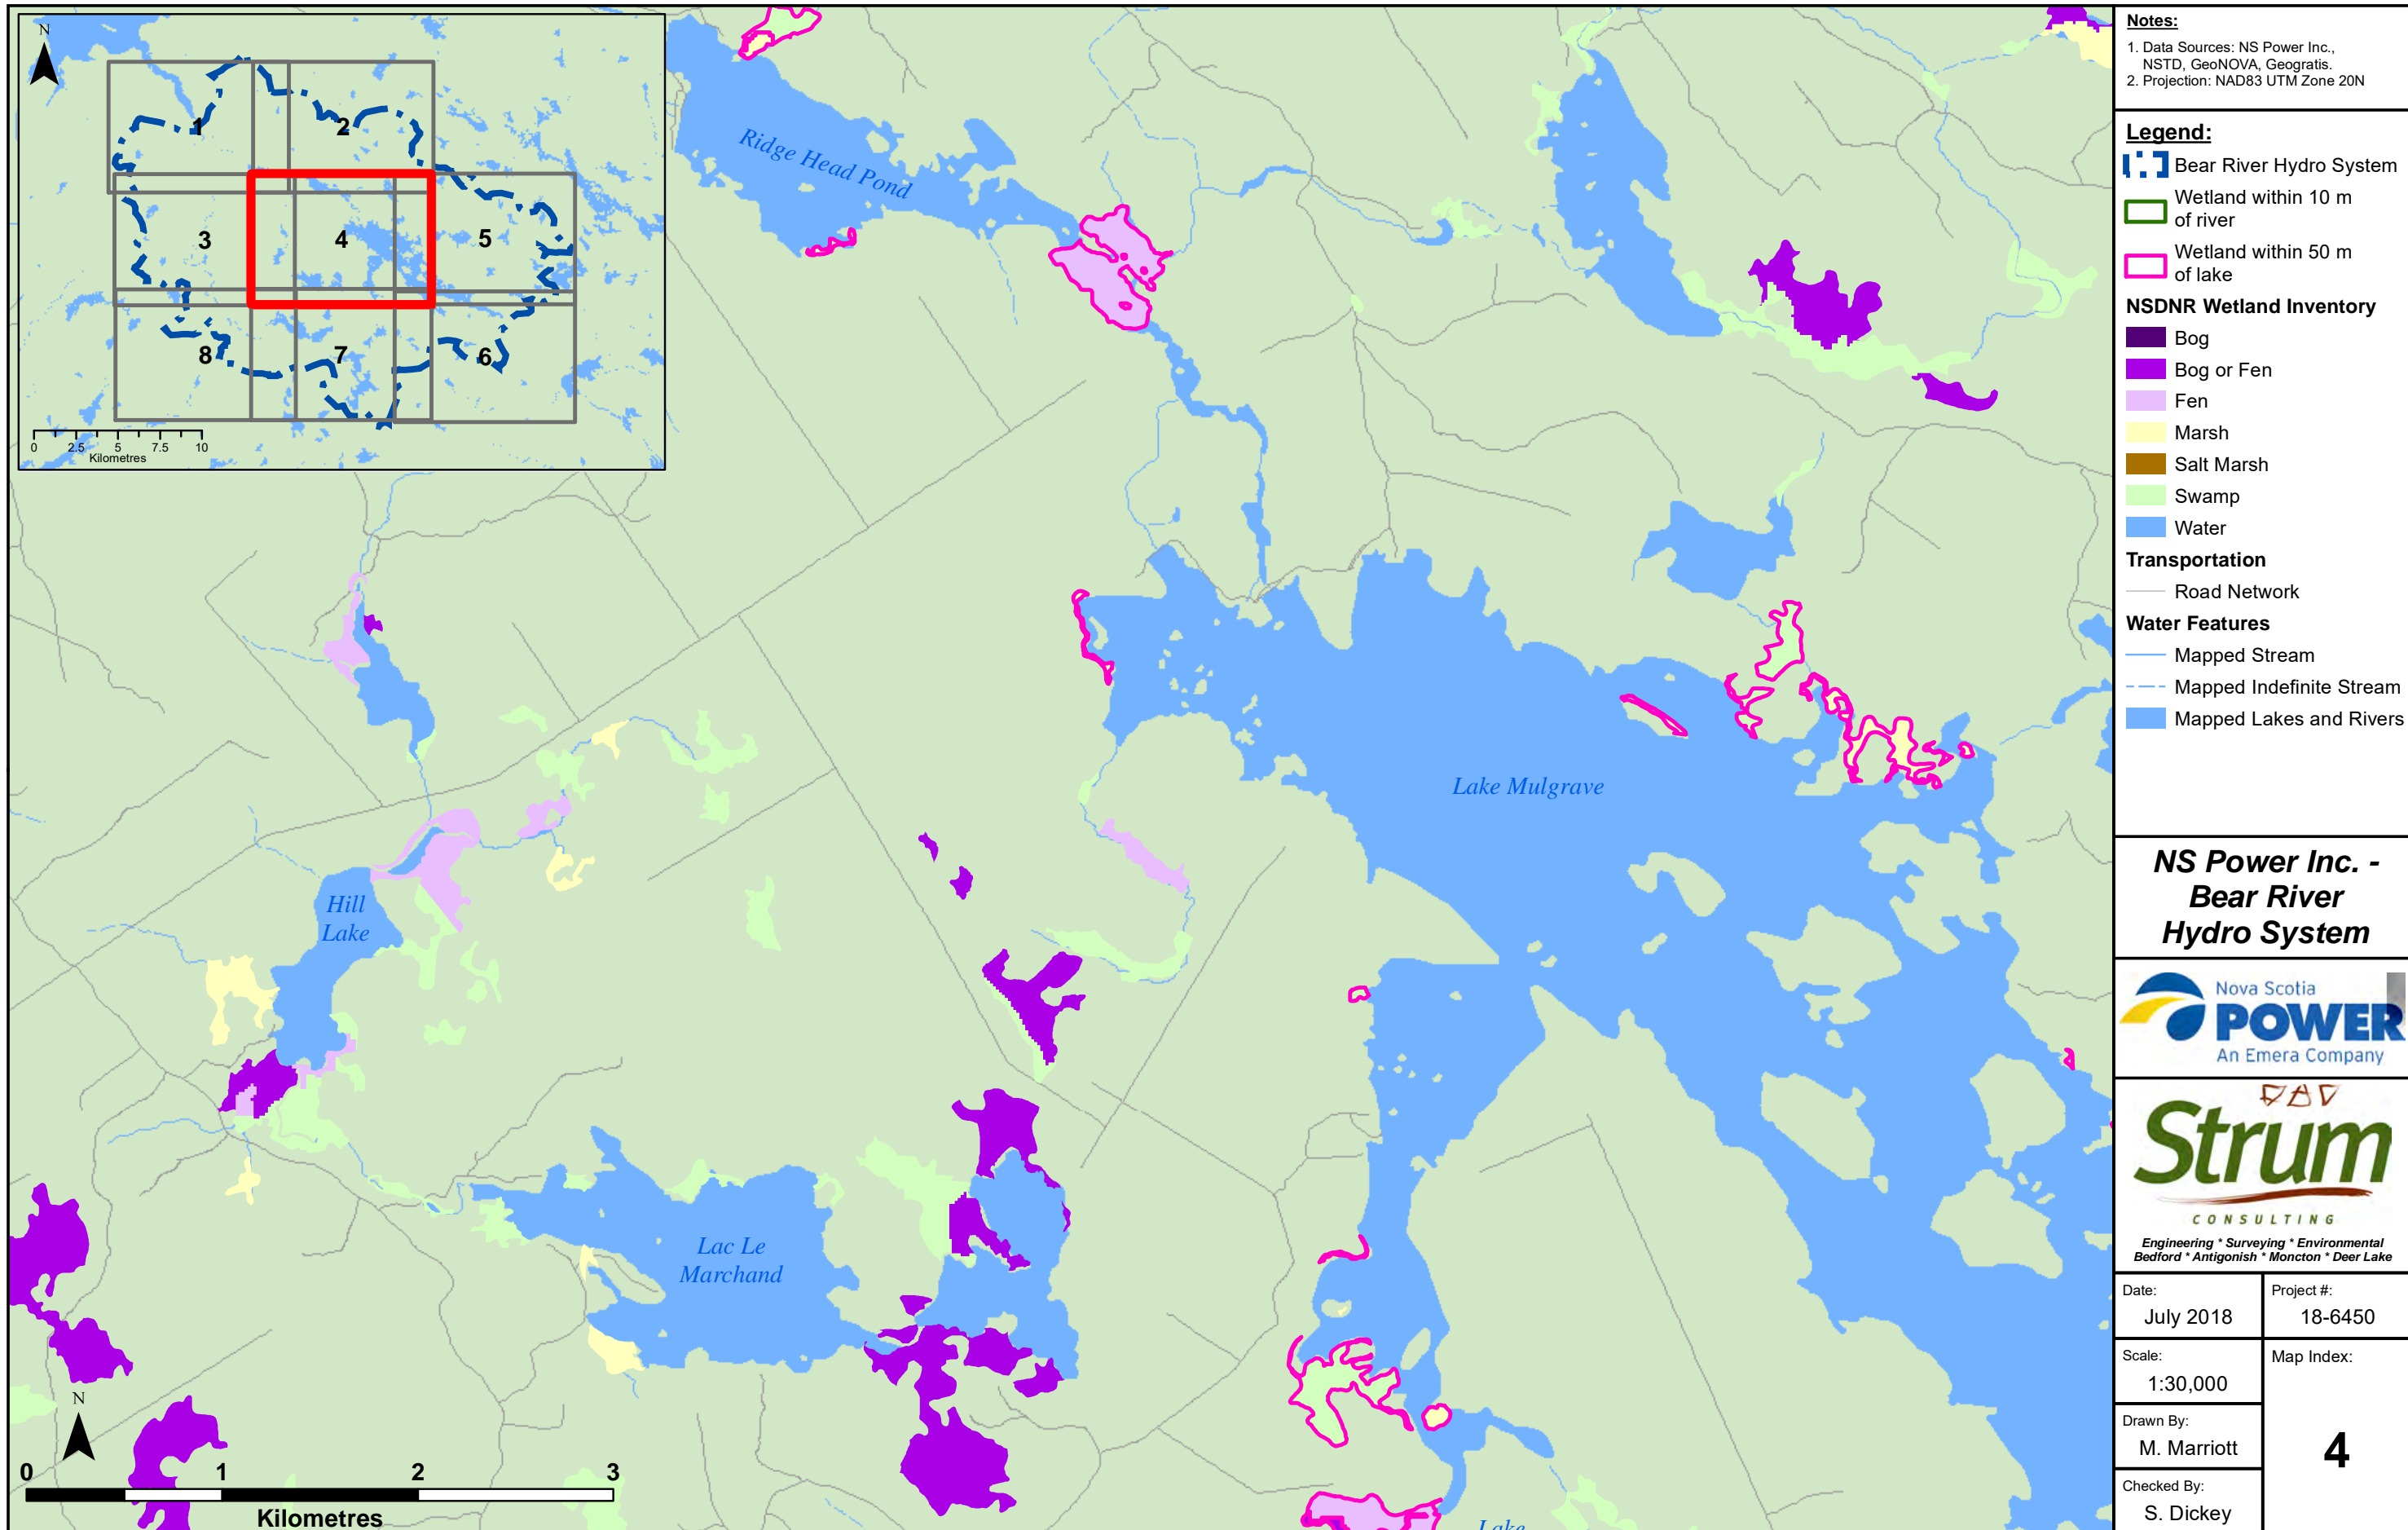 N
1
2
3
4
5
8
7
6
0 2.5 5 7.5 10
Kilometres
Ridge Head Pond
Lake Mulgrave
Hill
Lake
Lac Le
Marchand
Lake
N
0 1 2 3
Kilometres
Notes:
1. Data Sources: NS Power Inc.,
NSTD, GeoNOVA, Geogratis.
2. Projection: NAD83 UTM Zone 20N
Legend:
Bear River Hydro System
Wetland within 10 m
of river
Wetland within 50 m
of lake
NSDNR Wetland Inventory
Bog
Bog or Fen
Fen
Marsh
Salt Marsh
Swamp
Water
Transportation
Road Network
Water Features
Mapped Stream
Mapped Indefinite Stream
Mapped Lakes and Rivers
NS Power Inc. -
Bear River
Hydro System
Nova Scotia
POWER
An Emera Company
Strum
CONSULTING
Engineering * Surveying * Environmental
Bedford * Antigonish * Moncton * Deer Lake
Date:
July 2018
Project #:
18-6450
Scale:
1:30,000
Map Index:
4
Drawn By:
M. Marriott
Checked By:
S. Dickey